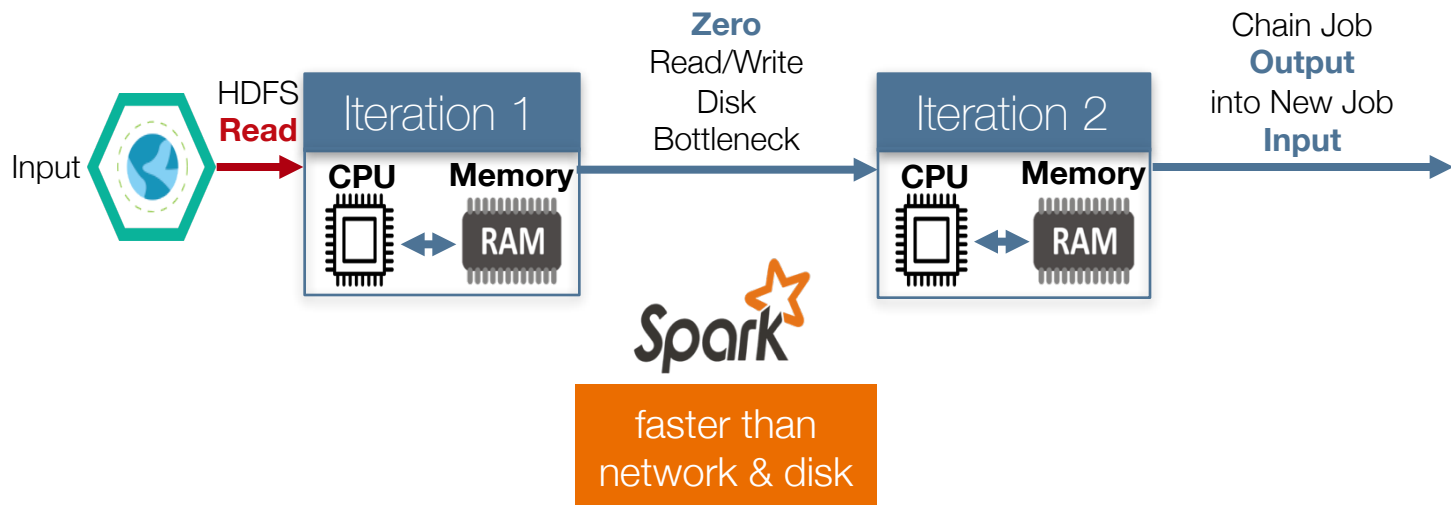 Input
HDFS
Read
Iteration 1
CPU
Memory
RAM
Zero
Read/Write
Disk
Bottleneck
Iteration 2
CPU
Memory
RAM
Chain Job
Output
into New Job
Input
Spark
faster than
network & disk